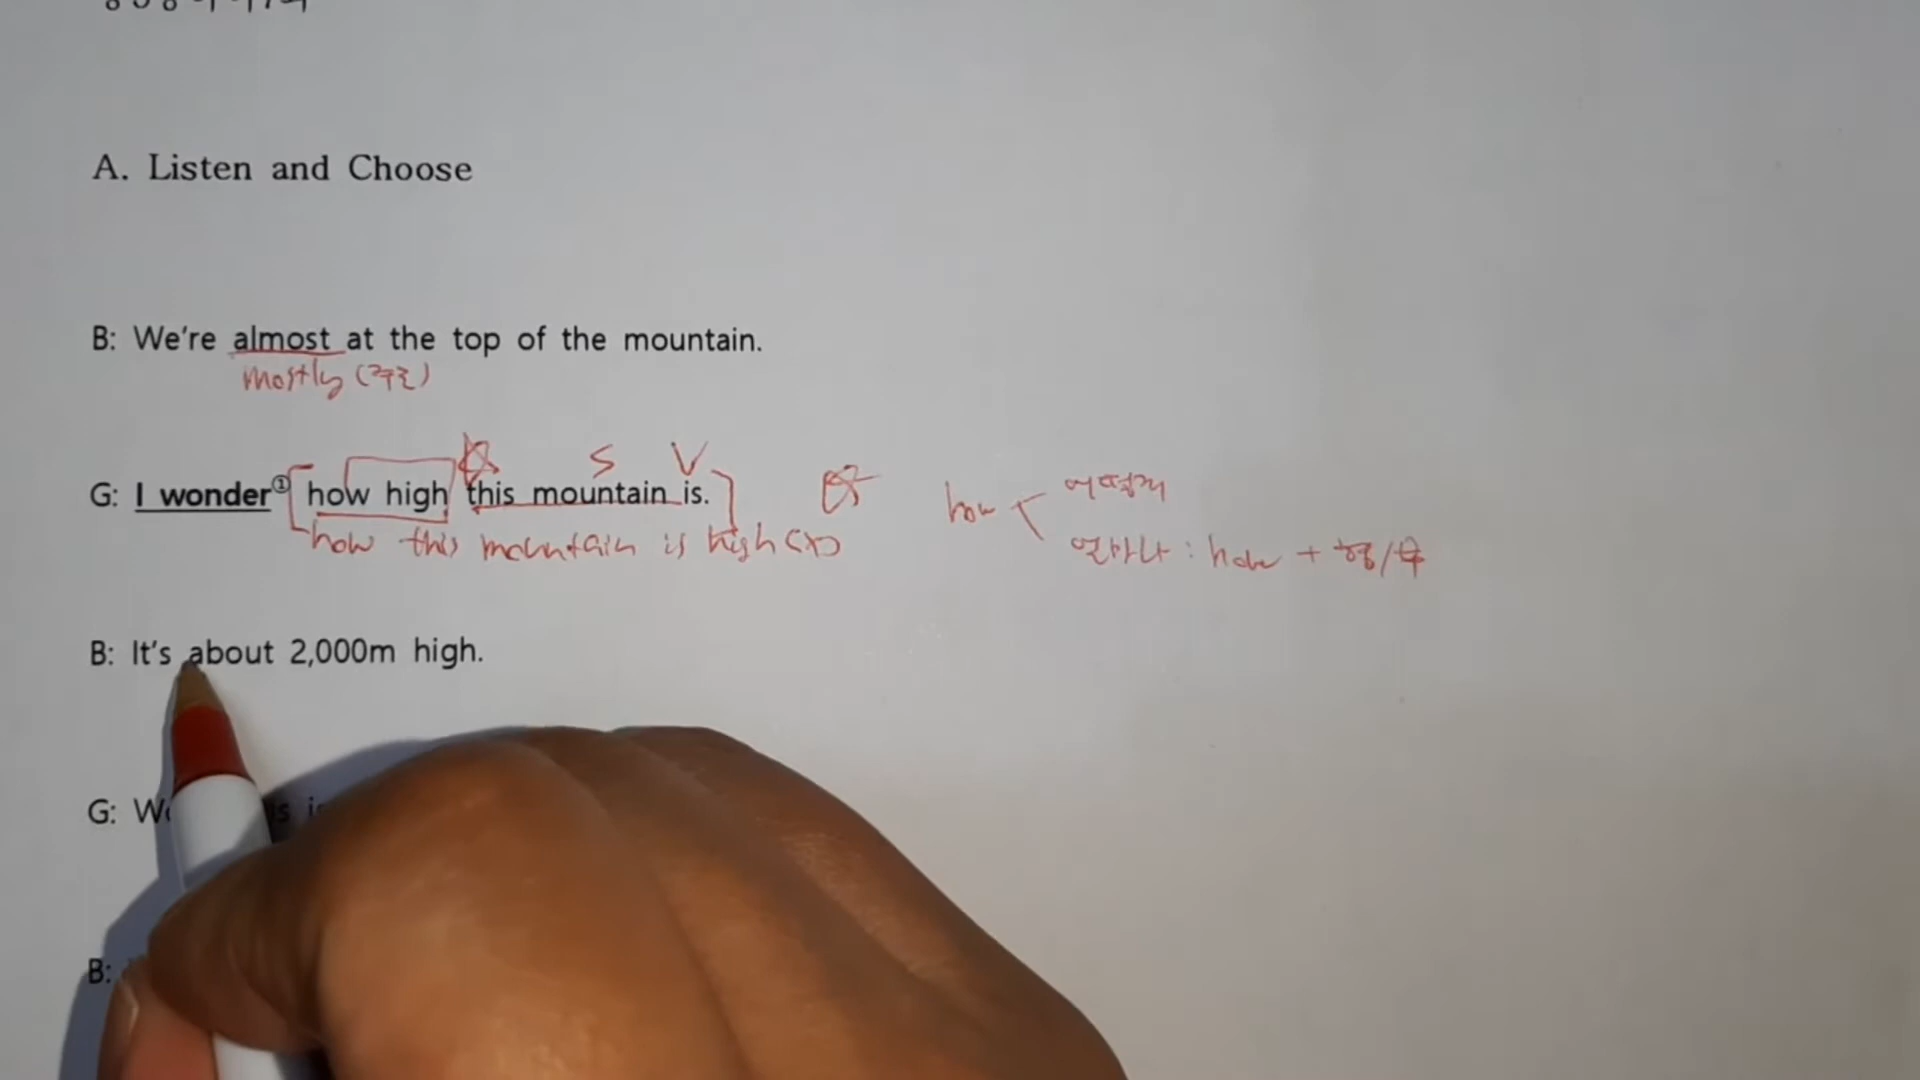 A. Listen and Choose
B: We're almost at the top of the mountain.
mostly (주로)
S V
G: I wonder① how high this mountain is.
how 어떻게
how this mountain is high (X)
얼마나 : how + 형/부
B: It's about 2,000m high.
G:
B: